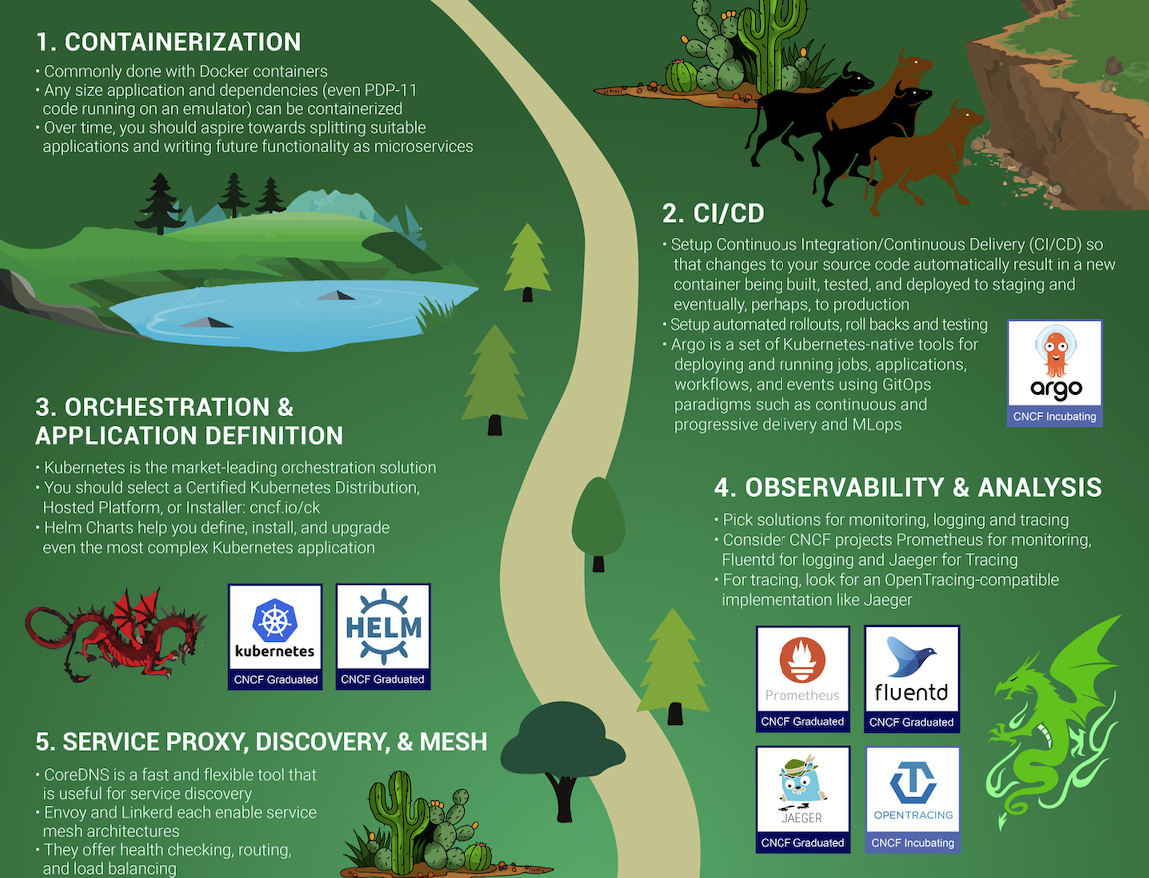 1. CONTAINERIZATION
• Commonly done with Docker containers
• Any size application and dependencies (even PDP-11
code running on an emulator) can be containerized
• Over time, you should aspire towards splitting suitable
applications and writing future functionality as microservices
2. CI/CD
• Setup Continuous Integration/Continuous Delivery (CI/CD) so
that changes to your source code automatically result in a new
container being built, tested, and deployed to staging and
eventually, perhaps, to production
• Setup automated rollouts, roll backs and testing
• Argo is a set of Kubernetes-native tools for
deploying and running jobs, applications,
workflows, and events using GitOps
paradigms such as continuous and
progressive delivery and MLops
argo
CNCF Incubating
3. ORCHESTRATION &
APPLICATION DEFINITION
• Kubernetes is the market-leading orchestration solution
• You should select a Certified Kubernetes Distribution,
Hosted Platform, or Installer: cncf.io/ck
• Helm Charts help you define, install, and upgrade
even the most complex Kubernetes application
kubernetes
CNCF Graduated
HELM
CNCF Graduated
4. OBSERVABILITY & ANALYSIS
• Pick solutions for monitoring, logging and tracing
• Consider CNCF projects Prometheus for monitoring,
Fluentd for logging and Jaeger for Tracing
• For tracing, look for an OpenTracing-compatible
implementation like Jaeger
Prometheus
CNCF Graduated
fluentd
CNCF Graduated
JAEGER
CNCF Graduated
OPENTRACING
CNCF Incubating
5. SERVICE PROXY, DISCOVERY, & MESH
• CoreDNS is a fast and flexible tool that
is useful for service discovery
• Envoy and Linkerd each enable service
mesh architectures
• They offer health checking, routing,
and load balancing